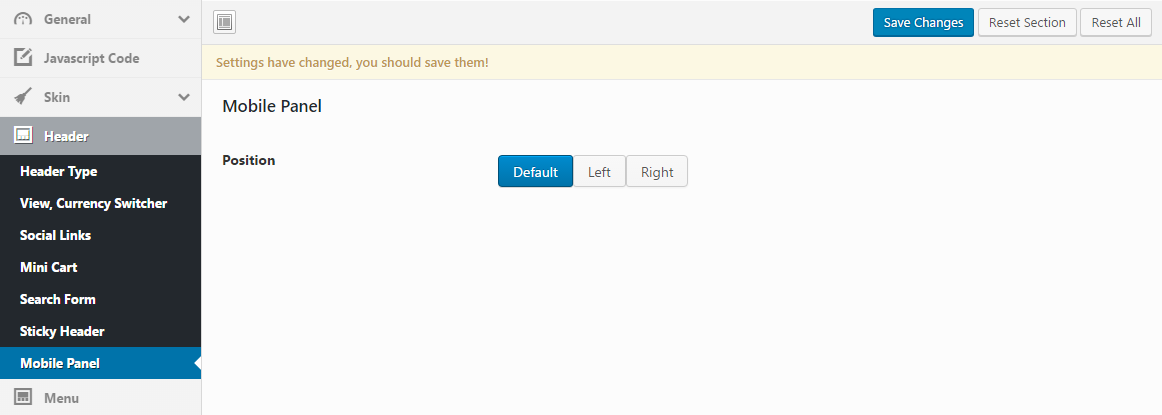 General
Javascript Code
Skin
Header
Header Type
View, Currency Switcher
Social Links
Mini Cart
Search Form
Sticky Header
Mobile Panel
Menu
Save Changes Reset Section Reset All
Settings have changed, you should save them!
Mobile Panel
Position Default Left Right